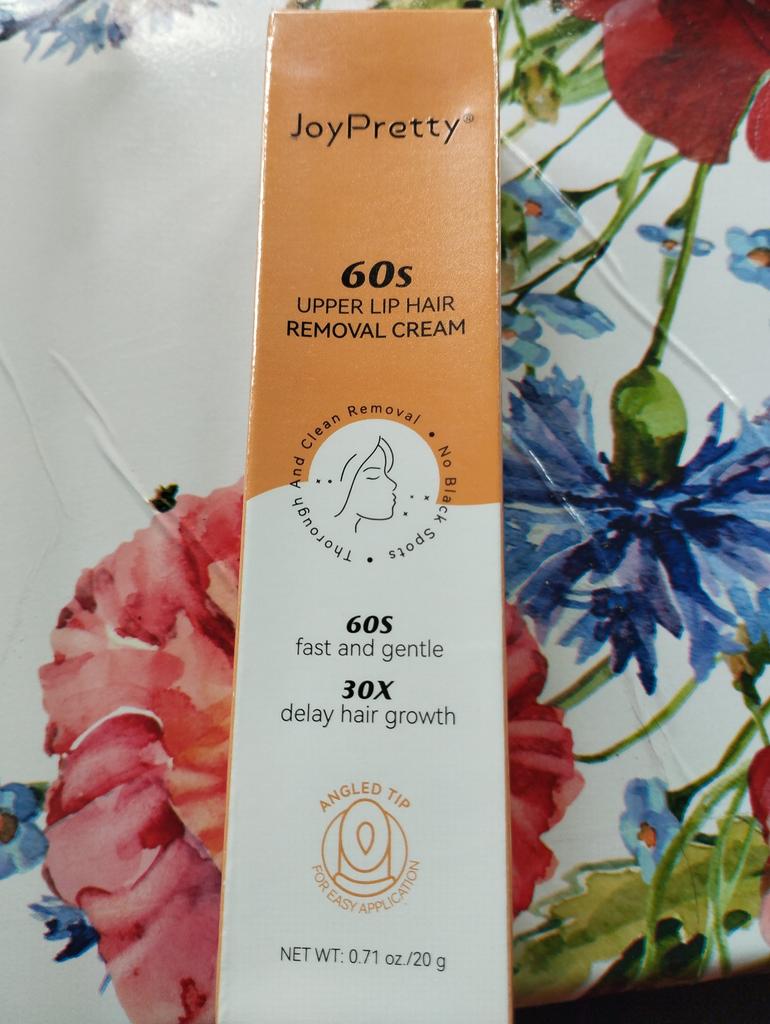 JoyPretty®
60s
UPPER LIP HAIR
REMOVAL CREAM
Thorough And Clean Removal • No Black Spots •
60S
fast and gentle
30X
delay hair growth
ANGLED TIP
FOR EASY APPLICATION
NET WT: 0.71 oz./20 g